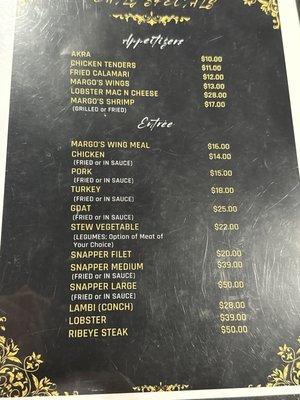 DAILY SPECIALS
Appetizers
AKRA $10.00
CHICKEN TENDERS $11.00
FRIED CALAMARI $12.00
MARGO'S WINGS $13.00
LOBSTER MAC N CHEESE $28.00
MARGO'S SHRIMP $17.00
(GRILLED or FRIED)
Entree
MARGO'S WING MEAL $16.00
CHICKEN $14.00
(FRIED or IN SAUCE)
PORK $15.00
(FRIED or IN SAUCE)
TURKEY $18.00
(FRIED or IN SAUCE)
GOAT $25.00
(FRIED or IN SAUCE)
STEW VEGETABLE $22.00
(LEGUMES: Option of Meat of
Your Choice)
SNAPPER FILET $20.00
SNAPPER MEDIUM $39.00
(FRIED or IN SAUCE)
SNAPPER LARGE $50.00
(FRIED or IN SAUCE)
LAMBI (CONCH) $28.00
LOBSTER $39.00
RIBEYE STEAK $50.00